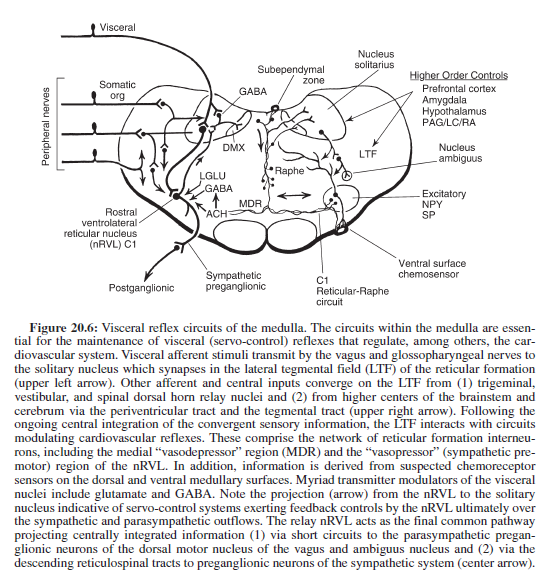 Visceral
Subependymal
zone
Nucleus
solitarius
Higher Order Controls
Prefrontal cortex
Amygdala
Hypothalamus
PAG/LC/RA
Somatic
org
GABA
Peripheral nerves
DMX
LTF
Nucleus
ambiguus
Raphe
LGLU
GABA
ACH
MDR
Rostral
ventrolateral
reticular nucleus
(nRVL) C1
Excitatory
NPY
SP
Ventral surface
chemosensor
Sympathetic
preganglionic
Postganglionic
C1
Reticular-Raphe
circuit
Figure 20.6: Visceral reflex circuits of the medulla. The circuits within the medulla are essen-
tial for the maintenance of visceral (servo-control) reflexes that regulate, among others, the car-
diovascular system. Visceral afferent stimuli transmit by the vagus and glossopharyngeal nerves to
the solitary nucleus which synapses in the lateral tegmental field (LTF) of the reticular formation
(upper left arrow). Other afferent and central inputs converge on the LTF from (1) trigeminal,
vestibular, and spinal dorsal horn relay nuclei and (2) from higher centers of the brainstem and
cerebrum via the periventricular tract and the tegmental tract (upper right arrow). Following the
ongoing central integration of the convergent sensory information, the LTF interacts with circuits
modulating cardiovascular reflexes. These comprise the network of reticular formation interneu-
rons, including the medial “vasodepressor” region (MDR) and the “vasopressor” (sympathetic pre-
motor) region of the nRVL. In addition, information is derived from suspected chemoreceptor
sensors on the dorsal and ventral medullary surfaces. Myriad transmitter modulators of the visceral
nuclei include glutamate and GABA. Note the projection (arrow) from the nRVL to the solitary
nucleus indicative of servo-control systems exerting feedback controls by the nRVL ultimately over
the sympathetic and parasympathetic outflows. The relay nRVL acts as the final common pathway
projecting centrally integrated information (1) via short circuits to the parasympathetic pregan-
glionic neurons of the dorsal motor nucleus of the vagus and ambiguus nucleus and (2) via the
descending reticulospinal tracts to preganglionic neurons of the sympathetic system (center arrow).